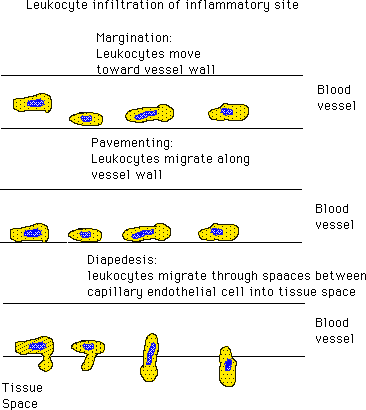 Leukocyte infiltration of inflammatory site
Margination:
Leukocytes move
toward vessel wall
Blood
vessel
Pavementing:
Leukocytes migrate along
vessel wall
Blood
vessel
Diapedesis:
leukocytes migrate through spaaces between
capillary endothelial cell into tissue space
Blood
vessel
Tissue
Space